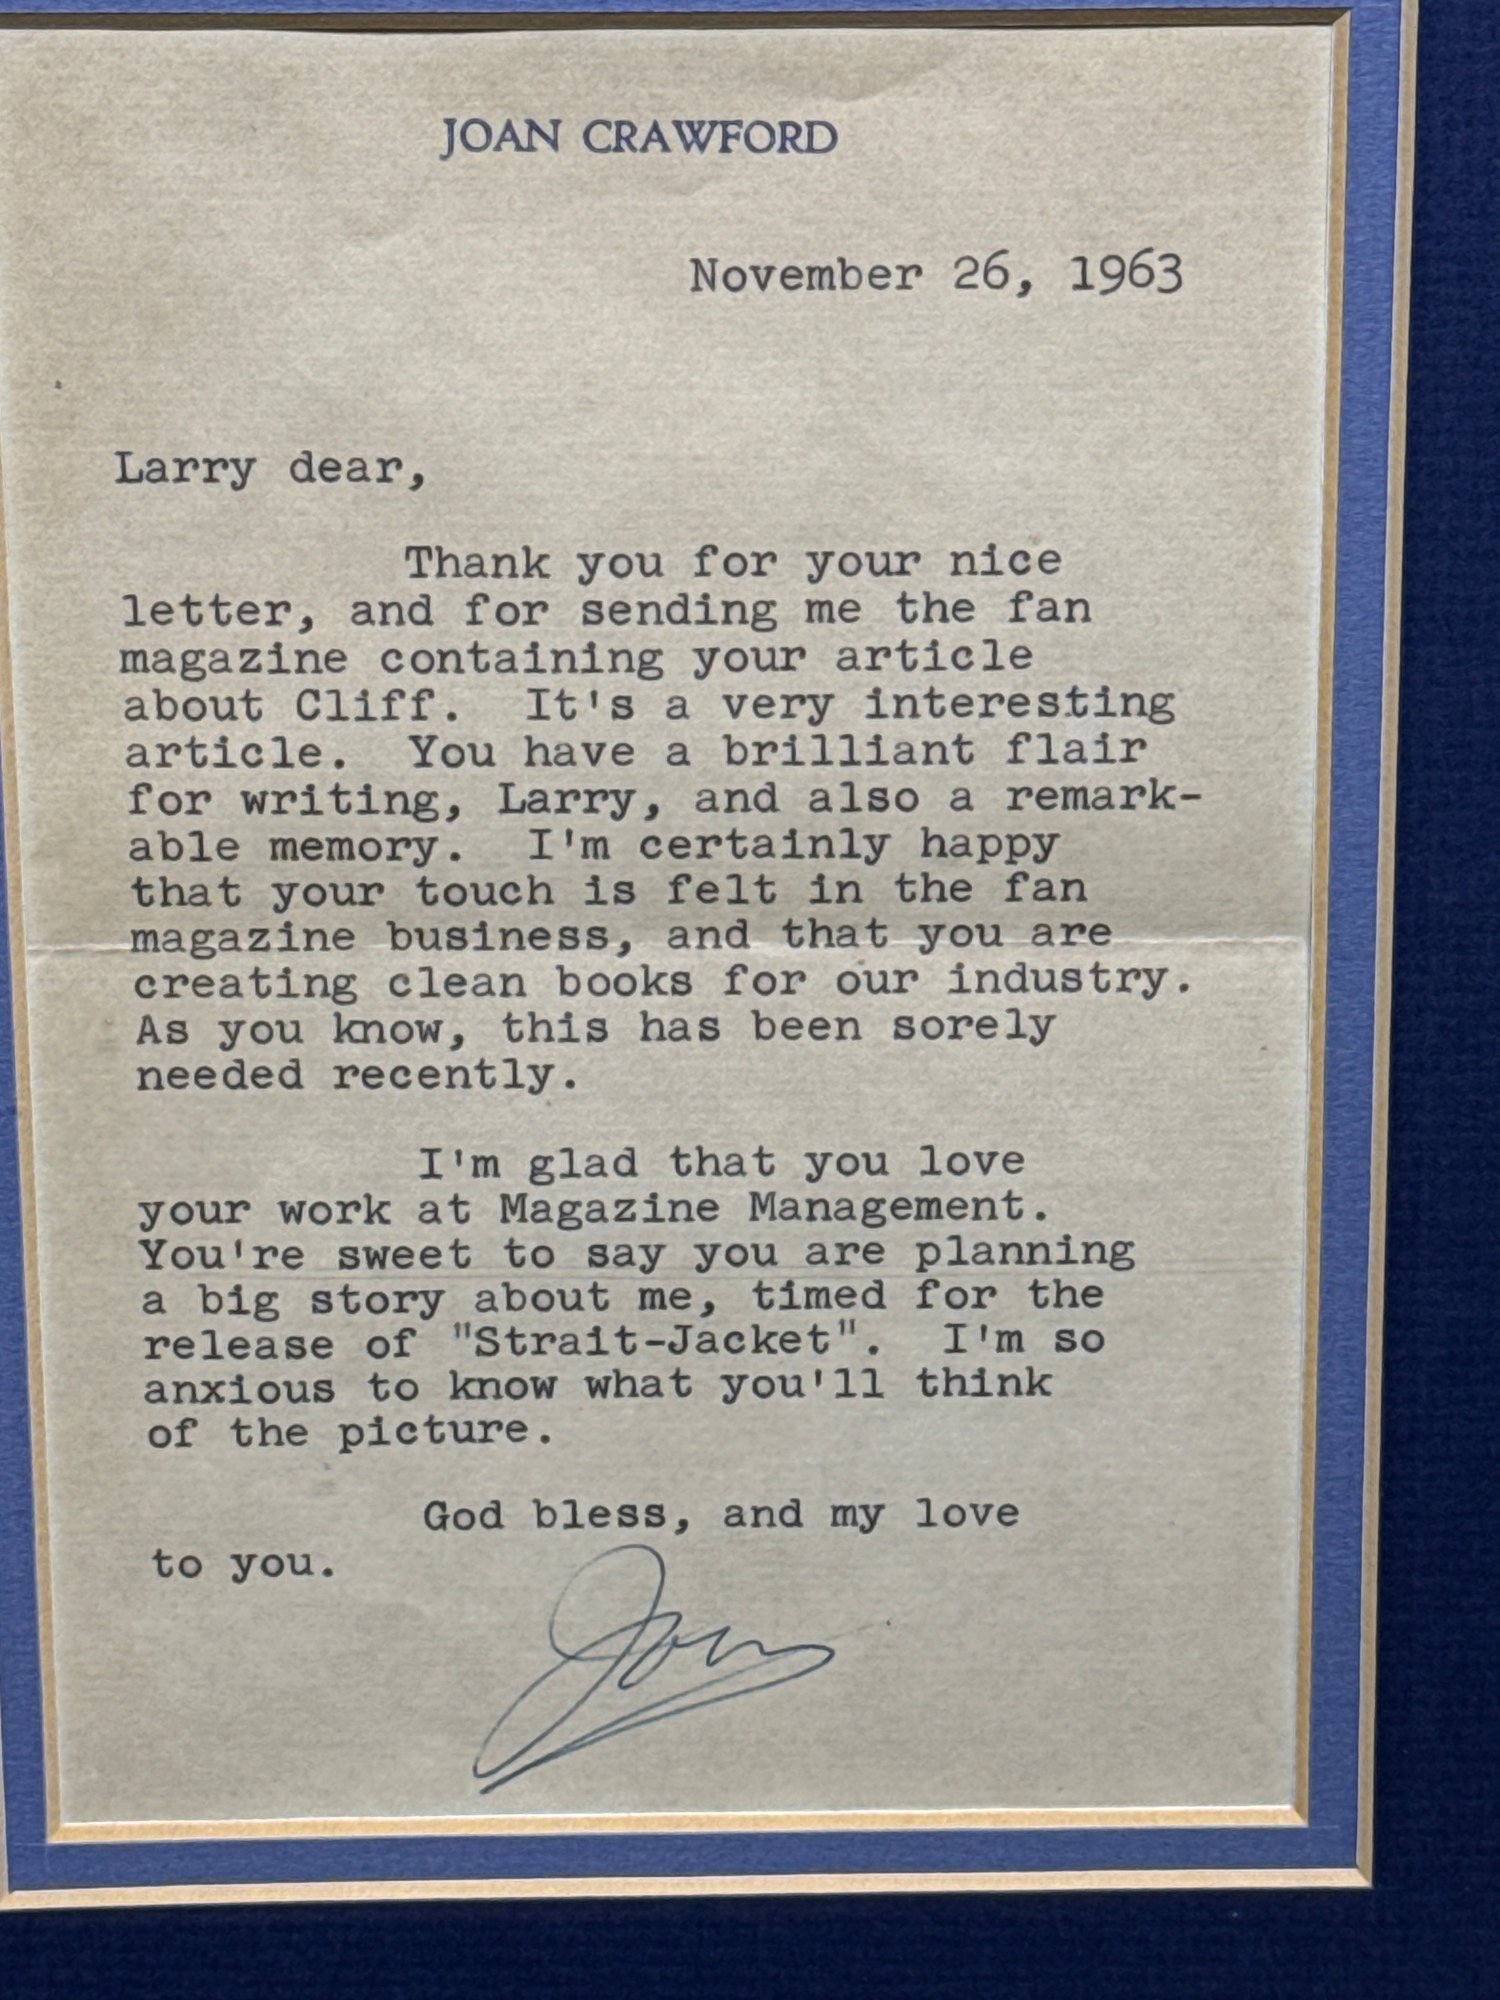 JOAN CRAWFORD
November 26, 1963
Larry dear,
Thank you for your nice
letter, and for sending me the fan
magazine containing your article
about Cliff.  It's a very interesting
article.  You have a brilliant flair
for writing, Larry, and also a remark-
able memory.  I'm certainly happy
that your touch is felt in the fan
magazine business, and that you are
creating clean books for our industry.
As you know, this has been sorely
needed recently.
I'm glad that you love
your work at Magazine Management.
You're sweet to say you are planning
a big story about me, timed for the
release of "Strait-Jacket".  I'm so
anxious to know what you'll think
of the picture.
God bless, and my love
to you.
Joan